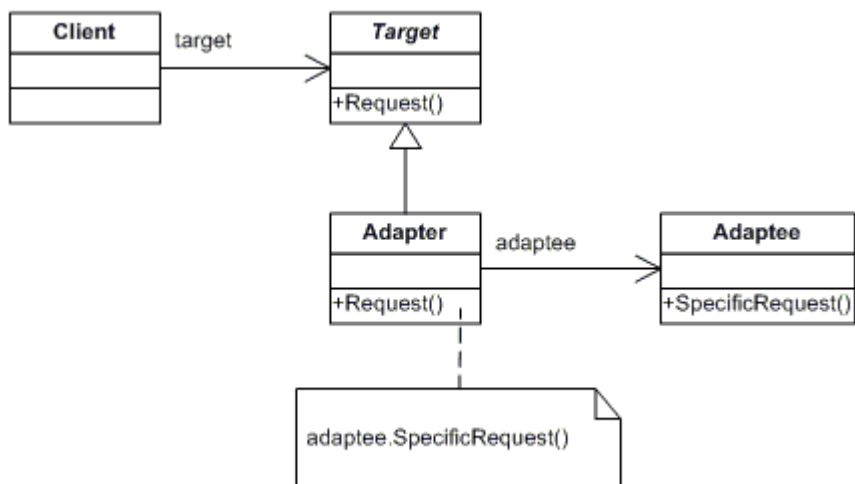 Client
target
Target
+Request()
Adapter
adaptee
Adaptee
+Request()
+SpecificRequest()
adaptee.SpecificRequest()